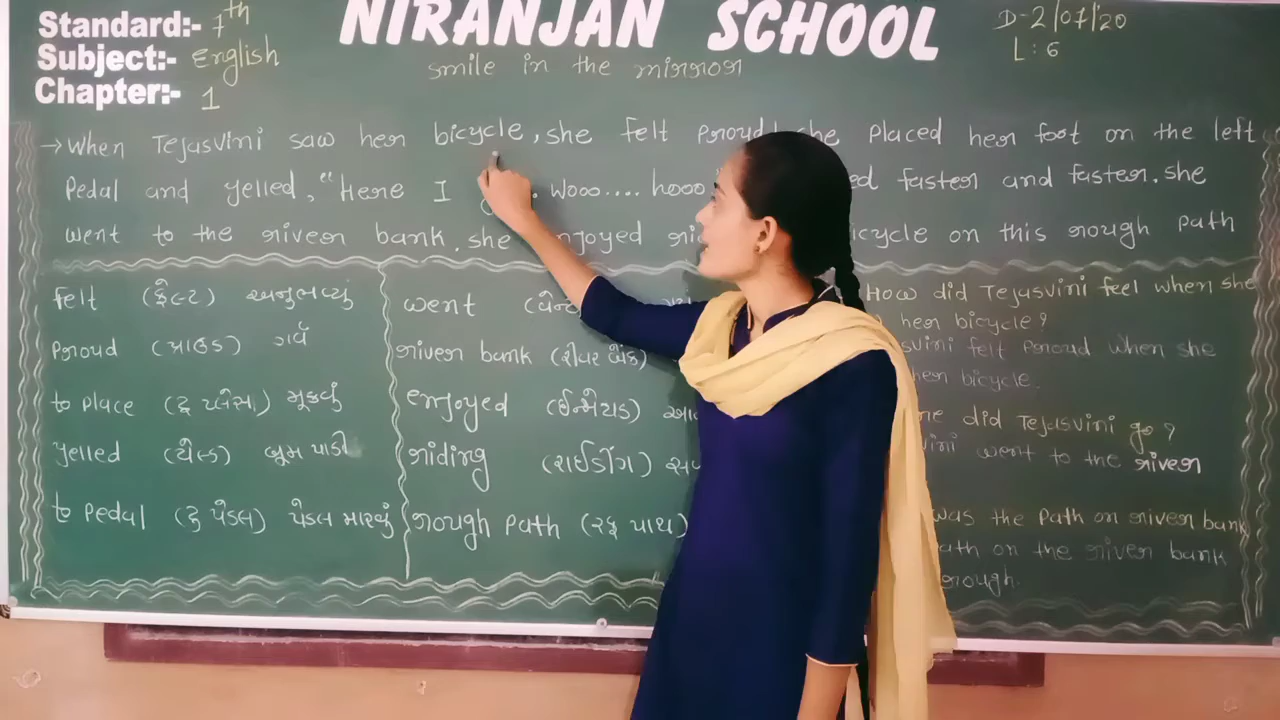 NIRANJAN SCHOOL
Standard:- 7th
Subject:- English
Chapter:- 1
D-2/07/'20
L: 6
smile in the mirror
→ When Tejasvini saw her bicycle, she felt proud! she placed her foot on the left
Pedal and yelled, "Here I . Wooo.... hooo ed faster and faster. she
went to the river bank. she enjoyed icycle on this rough path
felt (ફેલ્ટ) અનુભવ્યું
proud (પ્રાઉડ) ગર્વ
to place (ટુ પ્લેસ) મૂકવું
yelled (યેલ્ડ) બૂમ પાડી
to pedal (ટુ પેડલ) પેડલ મારવું
went
river bank (રીવર બેંક)
enjoyed (ઈન્જોયડ)
riding (રાઈડીંગ)
rough path (રફ પાથ)
How did Tejasvini feel when she
her bicycle?
svini felt proud when she
her bicycle.
did Tejasvini go?
vini went to the river
was the path on river bank
ath on the river bank
rough.